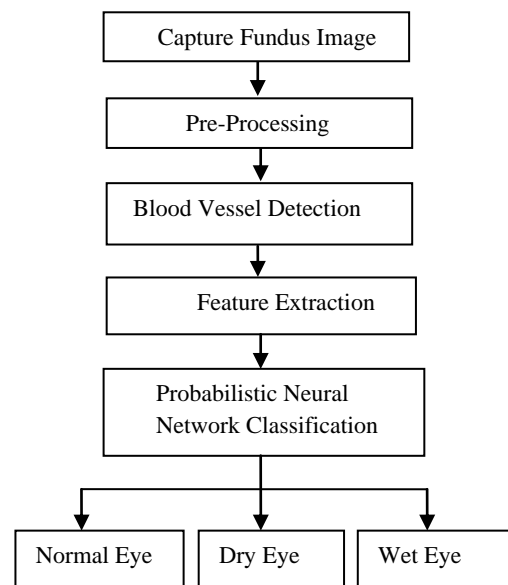 Capture Fundus Image
Pre-Processing
Blood Vessel Detection
Feature Extraction
Probabilistic Neural
Network Classification
Normal Eye
Dry Eye
Wet Eye